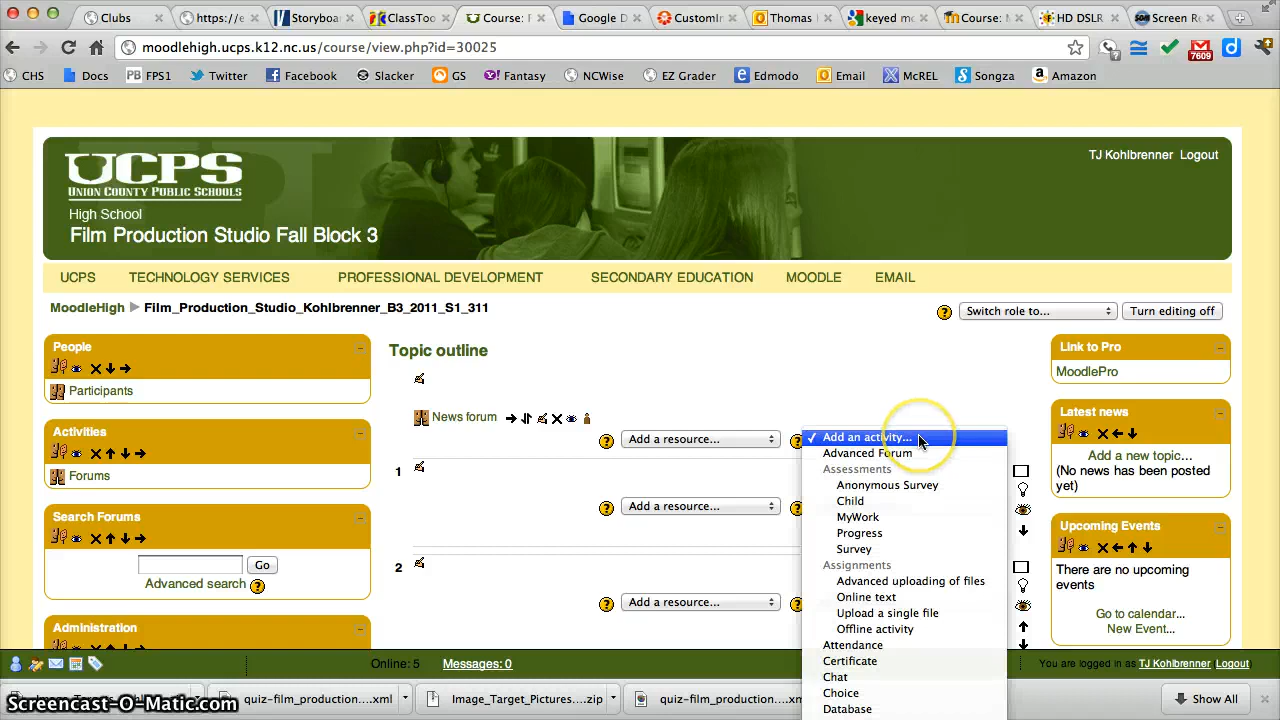 Clubs
https://e
Storyboard
ClassToo
Course:
Google D
CustomIn
Thomas
keyed mo
Course:
HD DSLR
Screen Re
moodlehigh.ucps.k12.nc.us/course/view.php?id=30025
7609
CHS
Docs
PB FPS1
Twitter
Facebook
Slacker
GS
Fantasy
NCWise
EZ Grader
Edmodo
Email
McREL
Songza
Amazon
UCPS
UNION COUNTY PUBLIC SCHOOLS
TJ Kohlbrenner Logout
High School
Film Production Studio Fall Block 3
UCPS TECHNOLOGY SERVICES PROFESSIONAL DEVELOPMENT SECONDARY EDUCATION MOODLE EMAIL
MoodleHigh ► Film_Production_Studio_Kohlbrenner_B3_2011_S1_311
Switch role to...
Turn editing off
People
Participants
Activities
Forums
Search Forums
Go
Advanced search
Administration
Topic outline
News forum
Add a resource...
1
Add a resource...
2
Add a resource...
✓ Add an activity...
Advanced Forum
Assessments
Anonymous Survey
Child
MyWork
Progress
Survey
Assignments
Advanced uploading of files
Online text
Upload a single file
Offline activity
Attendance
Certificate
Chat
Choice
Database
Link to Pro
MoodlePro
Latest news
Add a new topic...
(No news has been posted
yet)
Upcoming Events
There are no upcoming
events
Go to calendar...
New Event...
Online: 5
Messages: 0
You are logged in as TJ Kohlbrenner (Logout)
quiz-film_production...xml
Image_Target_Pictures...zip
quiz-film_production...xm
Show All
Screencast-O-Matic.com